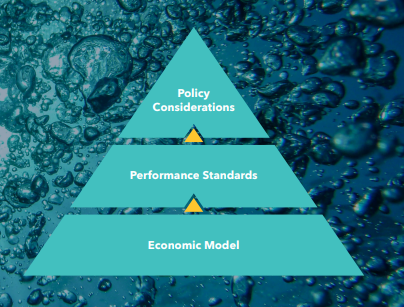 Policy
Considerations
Performance Standards
Economic Model